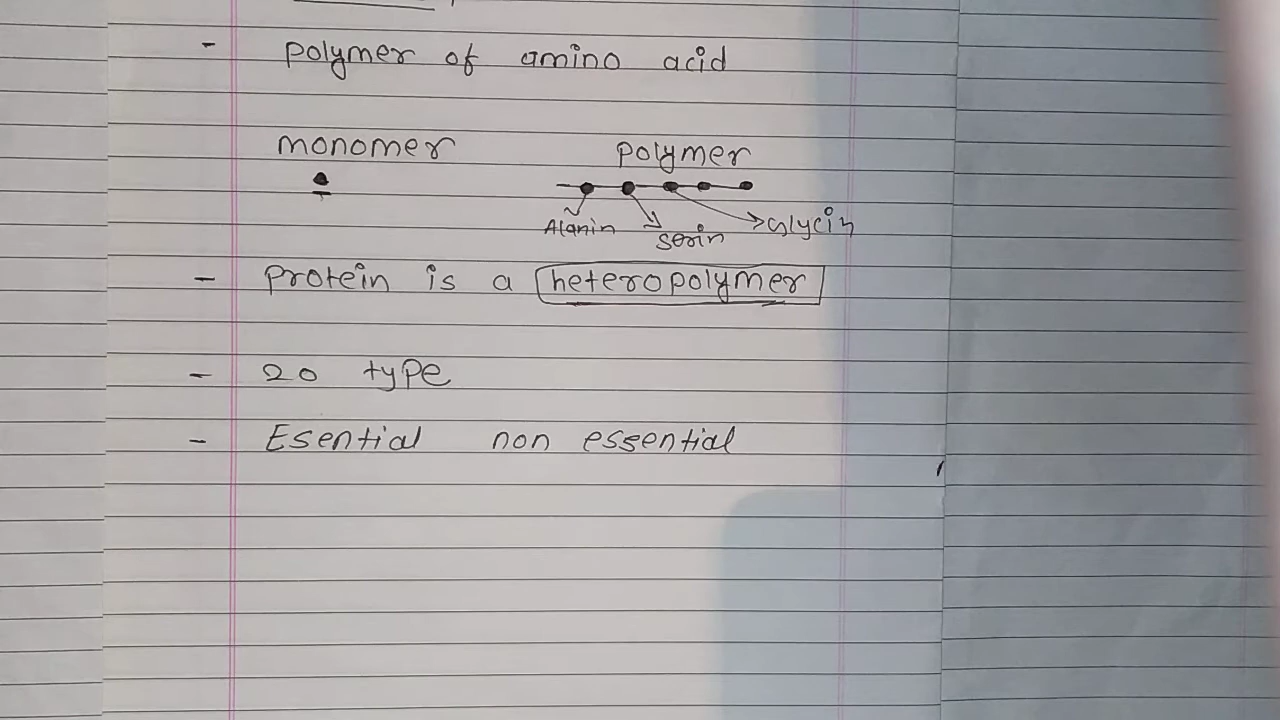 - polymer of amino acid
monomer polymer
Alanin serin Glycin
- Protein is a heteropolymer
- 20 type
- Esential non essential